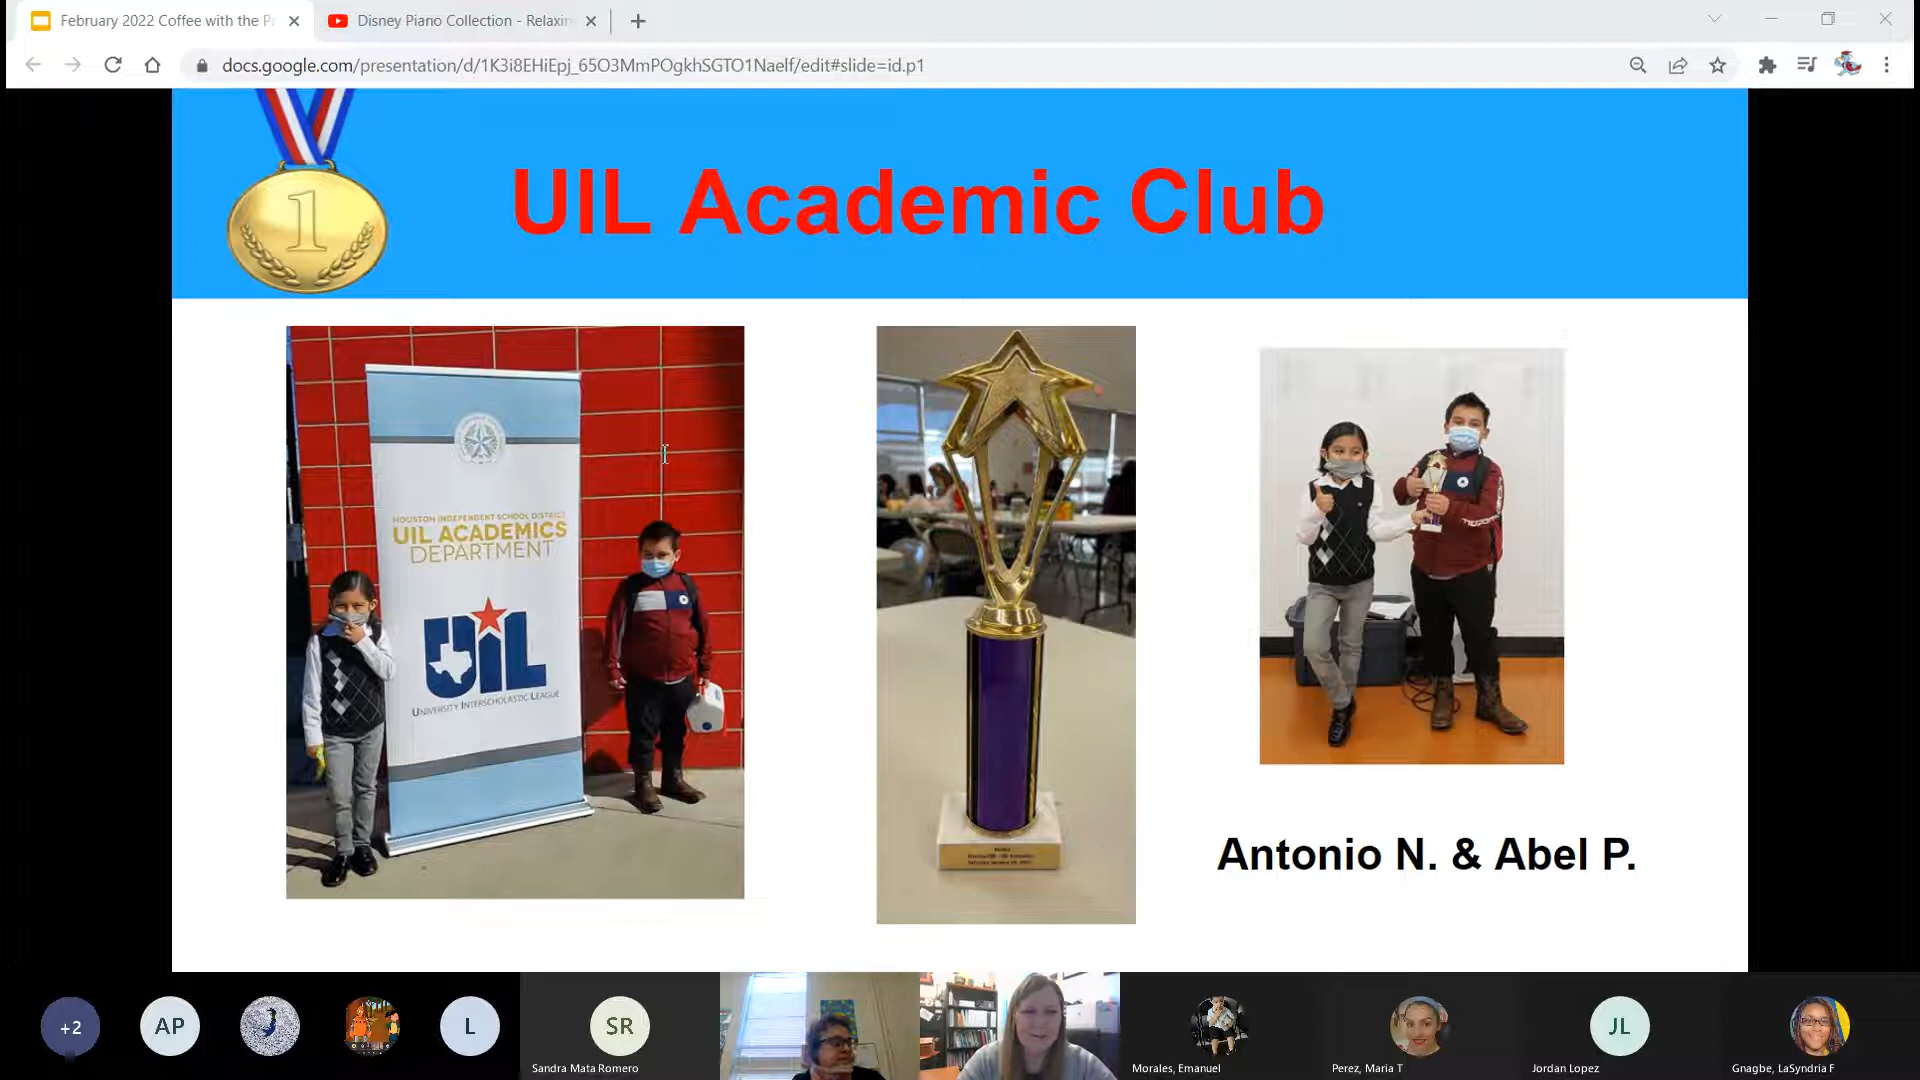 February 2022 Coffee with the Pr
Disney Piano Collection - Relaxin
docs.google.com/presentation/d/1K3i8EHiEpj_65O3MmPOgkhSGTO1Naelf/edit#slide=id.p1
1
UIL Academic Club
HOUSTON INDEPENDENT SCHOOL DISTRICT
UIL ACADEMICS
DEPARTMENT
UIL
UNIVERSITY INTERSCHOLASTIC LEAGUE
Antonio N. & Abel P.
+2
AP
L
SR
JL
Sandra Mata Romero
Morales, Emanuel
Perez, Maria T
Jordan Lopez
Gnagbe, LaSyndria F